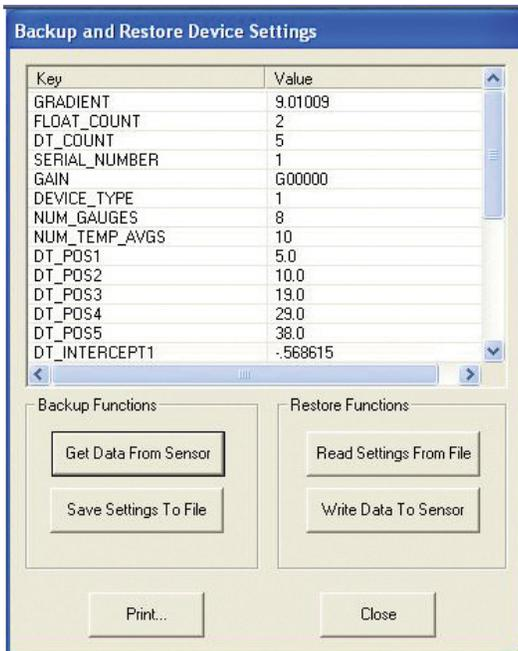 Backup and Restore Device Settings
Key Value
GRADIENT 9.01009
FLOAT_COUNT 2
DT_COUNT 5
SERIAL_NUMBER 1
GAIN G00000
DEVICE_TYPE 1
NUM_GAUGES 8
NUM_TEMP_AVGS 10
DT_POS1 5.0
DT_POS2 10.0
DT_POS3 19.0
DT_POS4 29.0
DT_POS5 38.0
DT_INTERCEPT1 -.568615
Backup Functions Restore Functions
Get Data From Sensor Read Settings From File
Save Settings To File Write Data To Sensor
Print... Close